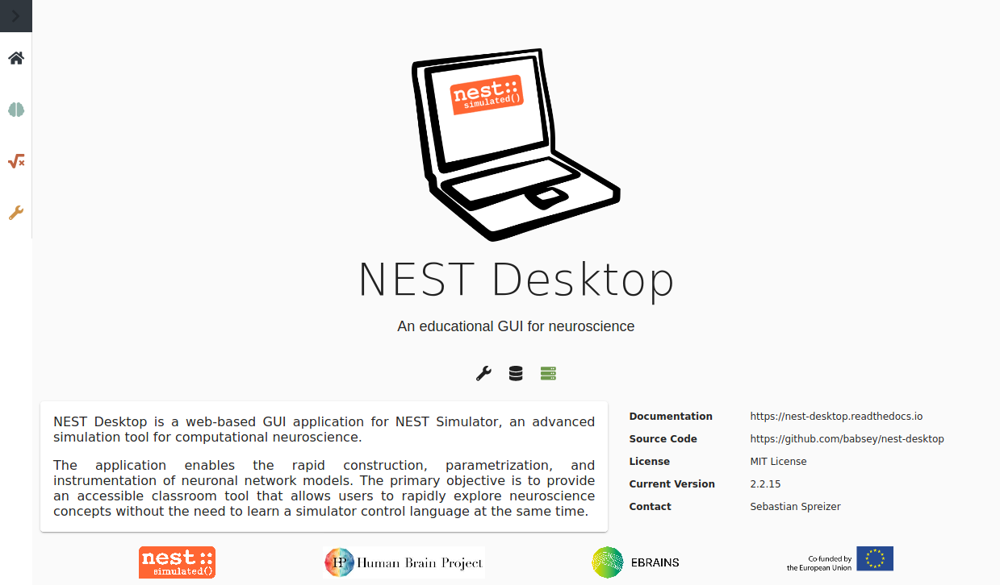 nest::
simulated()
NEST Desktop
An educational GUI for neuroscience
NEST Desktop is a web-based GUI application for NEST Simulator, an advanced
simulation tool for computational neuroscience.
The application enables the rapid construction, parametrization, and
instrumentation of neuronal network models. The primary objective is to provide
an accessible classroom tool that allows users to rapidly explore neuroscience
concepts without the need to learn a simulator control language at the same time.
Documentation https://nest-desktop.readthedocs.io
Source Code https://github.com/babsey/nest-desktop
License MIT License
Current Version 2.2.15
Contact Sebastian Spreizer
nest::
simulated()
HP Human Brain Project
EBRAINS
Co-funded by
the European Union